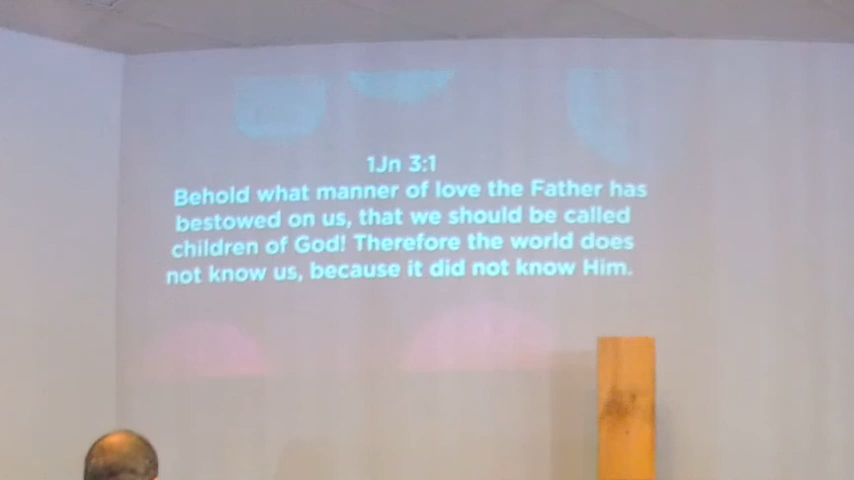 1Jn 3:1
Behold what manner of love the Father has
bestowed on us, that we should be called
children of God! Therefore the world does
not know us, because it did not know Him.